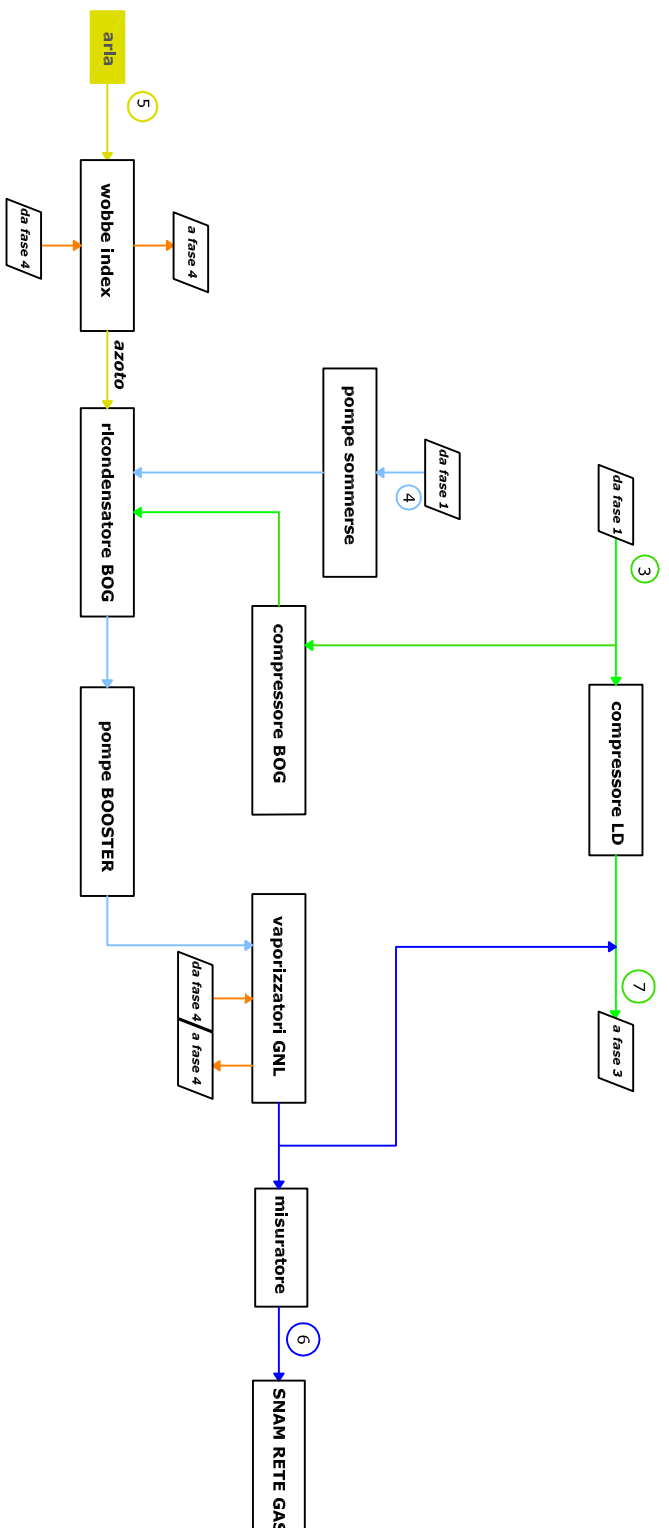 aria
5
wobbe index
da fase 4
a fase 4
azoto
ricondensatore BOG
pompe sommerse
da fase 1
4
da fase 1
3
compressore BOG
compressore LD
pompe BOOSTER
vaporizzatori GNL
da fase 4
a fase 4
7
a fase 3
misuratore
6
SNAM RETE GAS